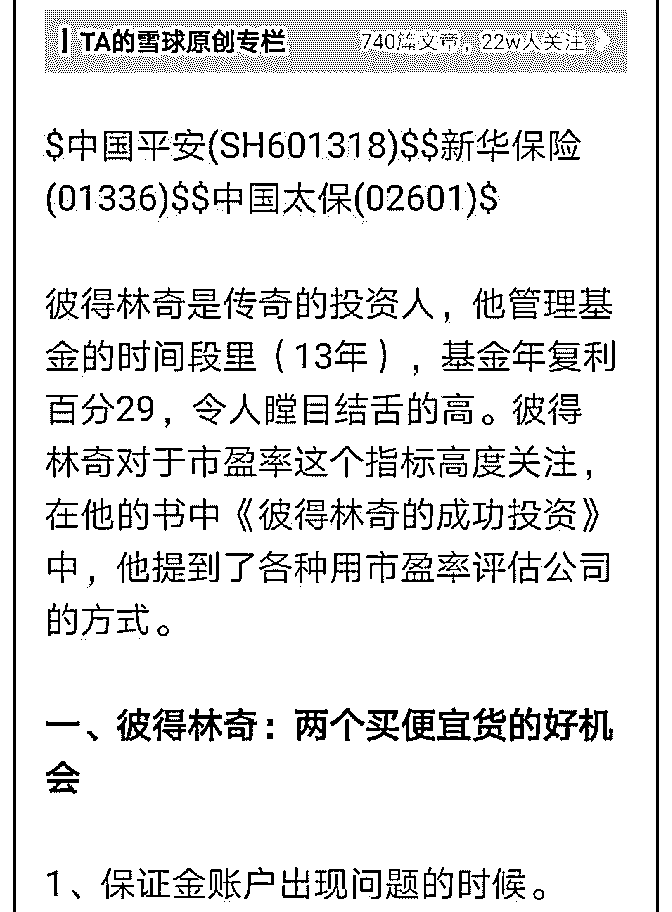 TA的雪球原创专栏 740篇文章，22w人关注
$中国平安(SH601318)$$新华保险
(01336)$$中国太保(02601)$
彼得林奇是传奇的投资人，他管理基
金的时间段里（13年），基金年复利
百分29，令人瞠目结舌的高。彼得
林奇对于市盈率这个指标高度关注，
在他的书中《彼得林奇的成功投资》
中，他提到了各种用市盈率评估公司
的方式。
一、彼得林奇：两个买便宜货的好机
会
1、保证金账户出现问题的时候。